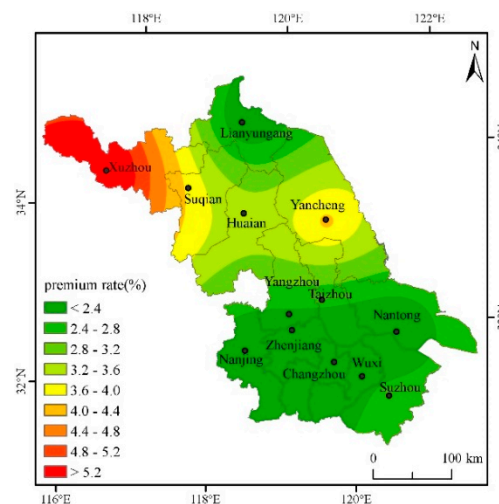 118°E 120°E 122°E
N
Lianyungang
Xuzhou
34°N
Suqian
Yancheng
Huaian
premium rate(%)
Yangzhou
Taizhou
< 2.4
2.4 - 2.8
Nantong
2.8 - 3.2
Zhenjiang
3.2 - 3.6
Nanjing
Wuxi
3.6 - 4.0
Changzhou
32°N
Suzhou
4.0 - 4.4
4.4 - 4.8
4.8 - 5.2
> 5.2
0 100 km
116°E 118°E 120°E